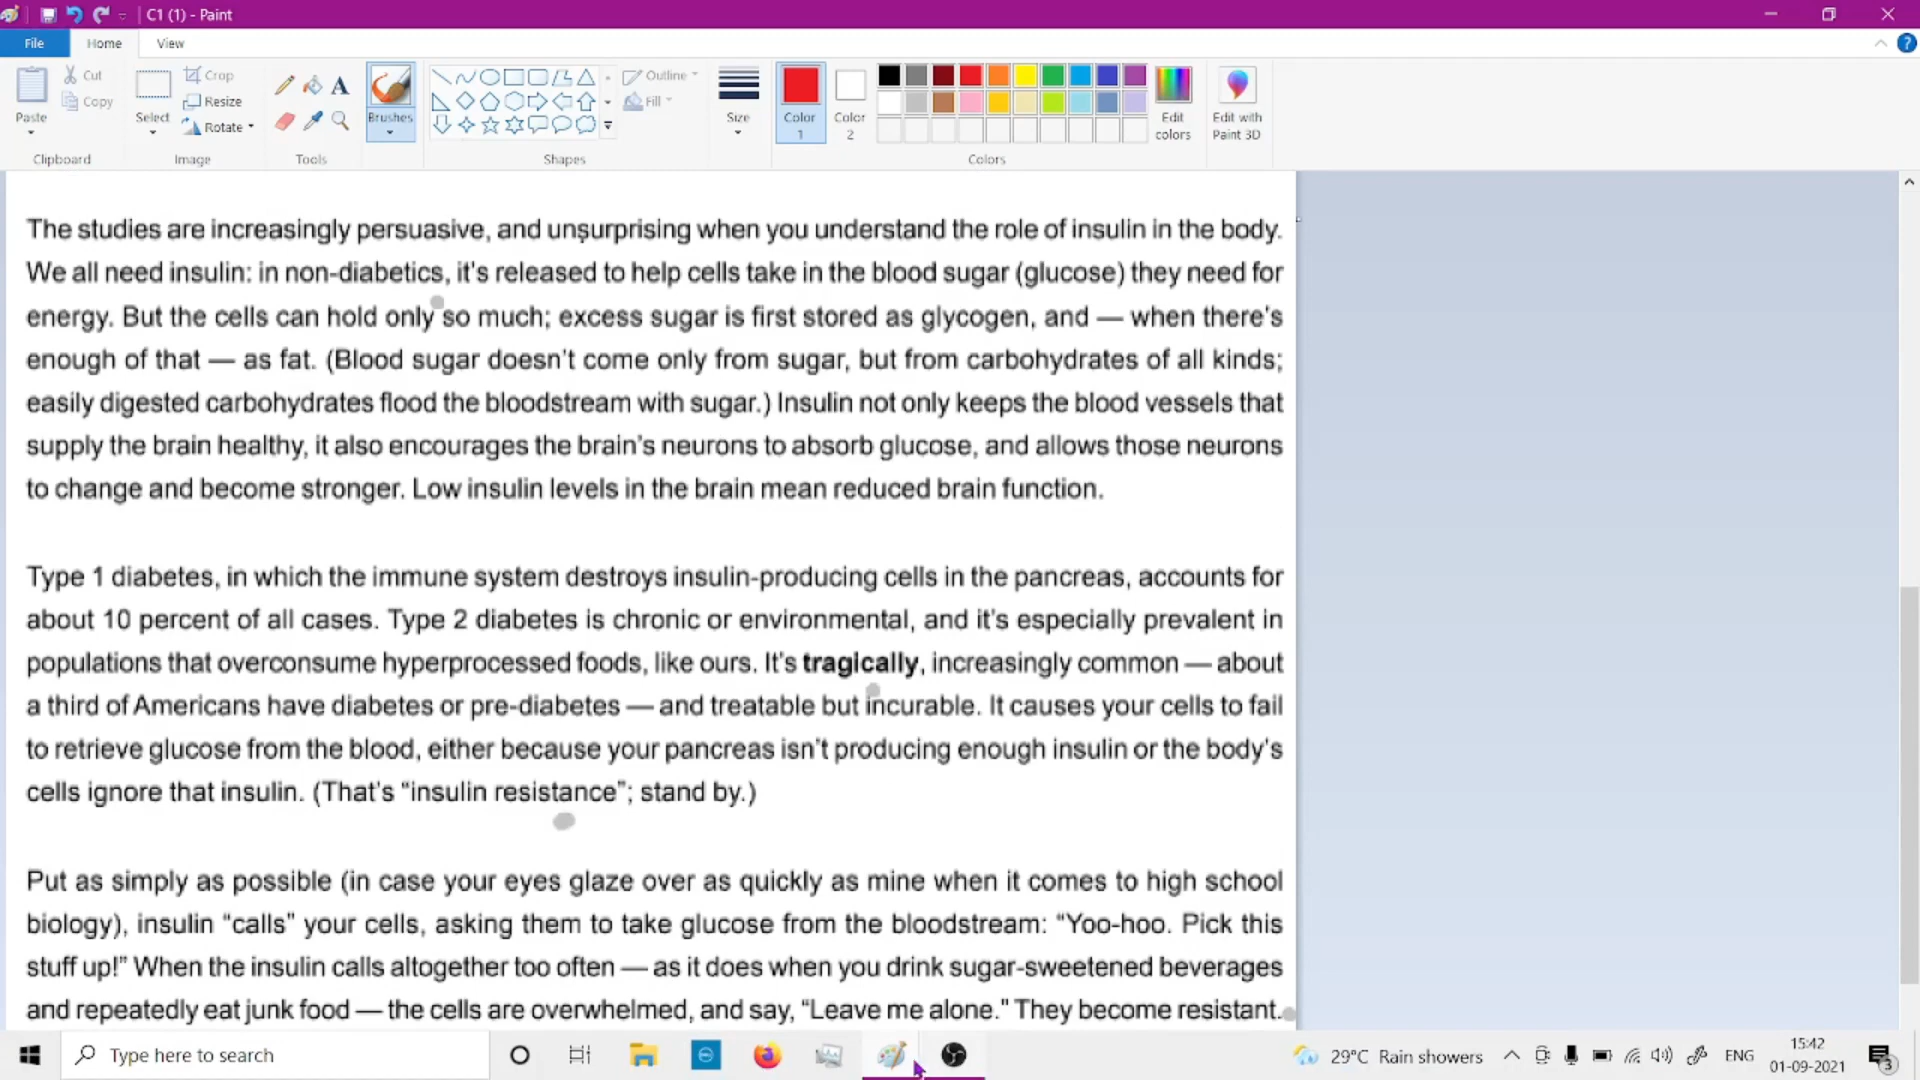 C1 (1) - Paint
File Home View
Paste
Cut
Copy
Clipboard
Select
Crop
Resize
Rotate
Image
A
Tools
Brushes
Outline
Fill
Shapes
Size
Color 1
Color 2
Edit colors
Edit with Paint 3D
Colors
The studies are increasingly persuasive, and unsurprising when you understand the role of insulin in the body.
We all need insulin: in non-diabetics, it's released to help cells take in the blood sugar (glucose) they need for
energy. But the cells can hold only so much; excess sugar is first stored as glycogen, and — when there's
enough of that — as fat. (Blood sugar doesn't come only from sugar, but from carbohydrates of all kinds;
easily digested carbohydrates flood the bloodstream with sugar.) Insulin not only keeps the blood vessels that
supply the brain healthy, it also encourages the brain's neurons to absorb glucose, and allows those neurons
to change and become stronger. Low insulin levels in the brain mean reduced brain function.
Type 1 diabetes, in which the immune system destroys insulin-producing cells in the pancreas, accounts for
about 10 percent of all cases. Type 2 diabetes is chronic or environmental, and it's especially prevalent in
populations that overconsume hyperprocessed foods, like ours. It's tragically, increasingly common — about
a third of Americans have diabetes or pre-diabetes — and treatable but incurable. It causes your cells to fail
to retrieve glucose from the blood, either because your pancreas isn't producing enough insulin or the body's
cells ignore that insulin. (That's “insulin resistance”; stand by.)
Put as simply as possible (in case your eyes glaze over as quickly as mine when it comes to high school
biology), insulin “calls” your cells, asking them to take glucose from the bloodstream: “Yoo-hoo. Pick this
stuff up!” When the insulin calls altogether too often — as it does when you drink sugar-sweetened beverages
and repeatedly eat junk food — the cells are overwhelmed, and say, “Leave me alone.” They become resistant.
Type here to search
29°C Rain showers
ENG
15:42
01-09-2021
3